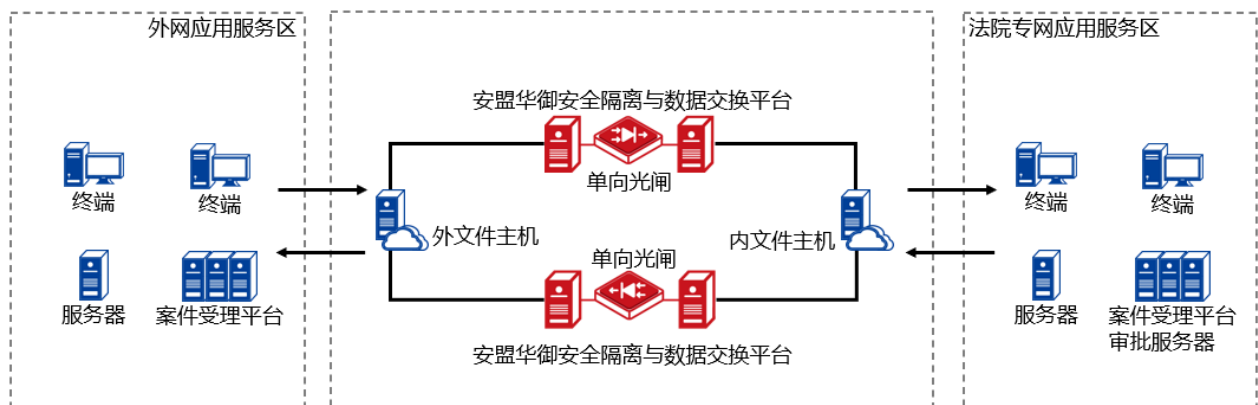 外网应用服务区
终端
终端
服务器
案件受理平台
安盟华御安全隔离与数据交换平台
单向光闸
外文件主机
内文件主机
单向光闸
安盟华御安全隔离与数据交换平台
法院专网应用服务区
终端
终端
服务器
案件受理平台
审批服务器